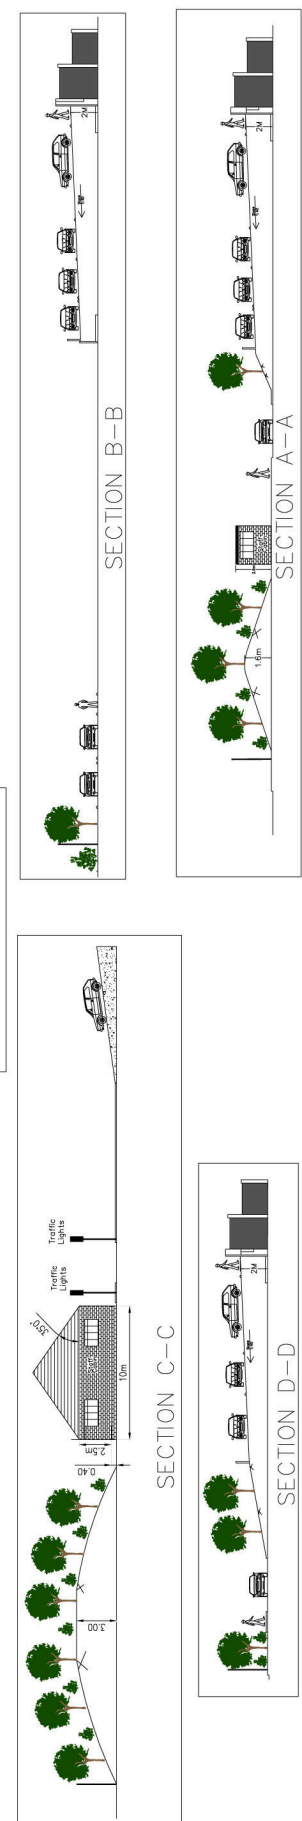 2M
SECTION B-B
2M
1.6m
SECTION A-A
Traffic
Lights
Traffic
Lights
35'0"
2.5m
10m
0.40
3.00
SECTION C-C
2M
SECTION D-D